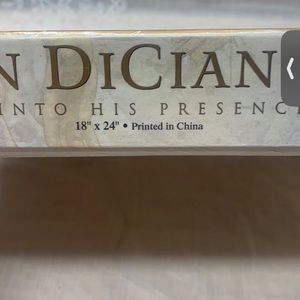 N DICIAN
INTO HIS PRESENC
18" x 24" • Printed in China